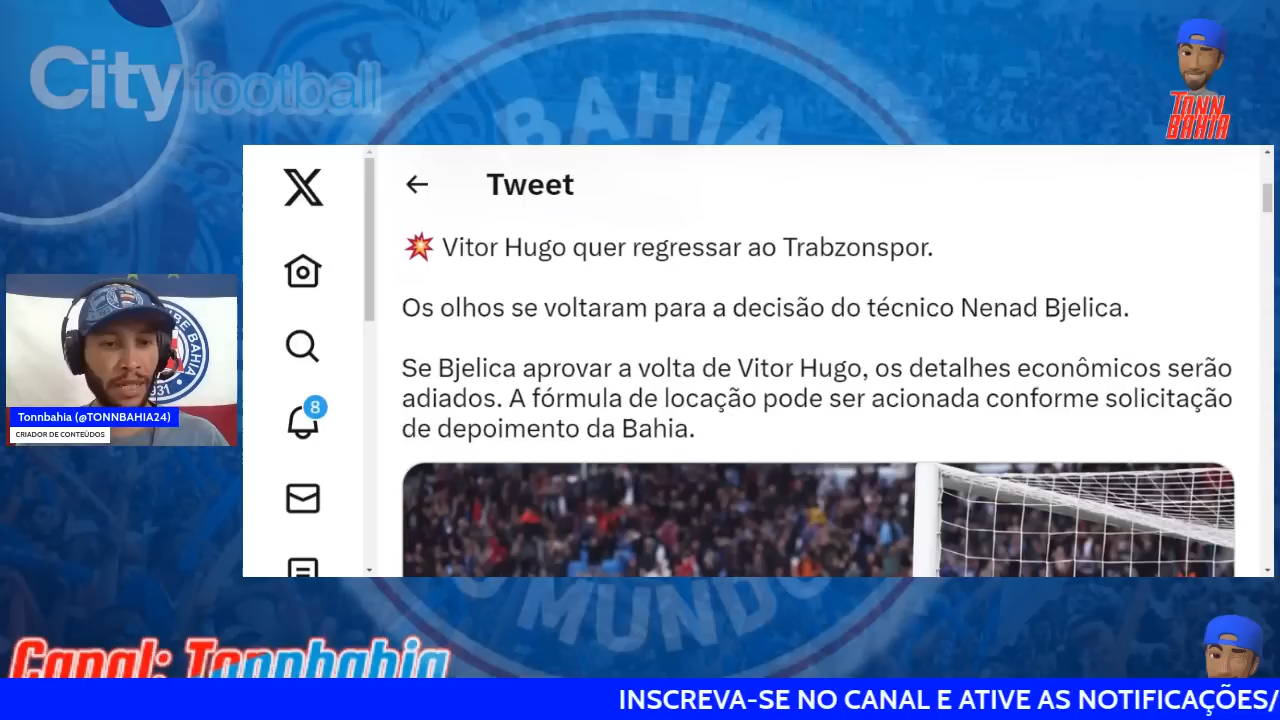 City football
BAHIA
TONN
BAHIA
X
Tweet
💥 Vitor Hugo quer regressar ao Trabzonspor.
Os olhos se voltaram para a decisão do técnico Nenad Bjelica.
Se Bjelica aprovar a volta de Vitor Hugo, os detalhes econômicos serão
adiados. A fórmula de locação pode ser acionada conforme solicitação
de depoimento da Bahia.
8
BAHIA
1931
Tonnbahia (@TONNBAHIA24)
CRIADOR DE CONTEÚDOS
MUNDO
Canal: Tonnbahia
INSCREVA-SE NO CANAL E ATIVE AS NOTIFICAÇÕES/